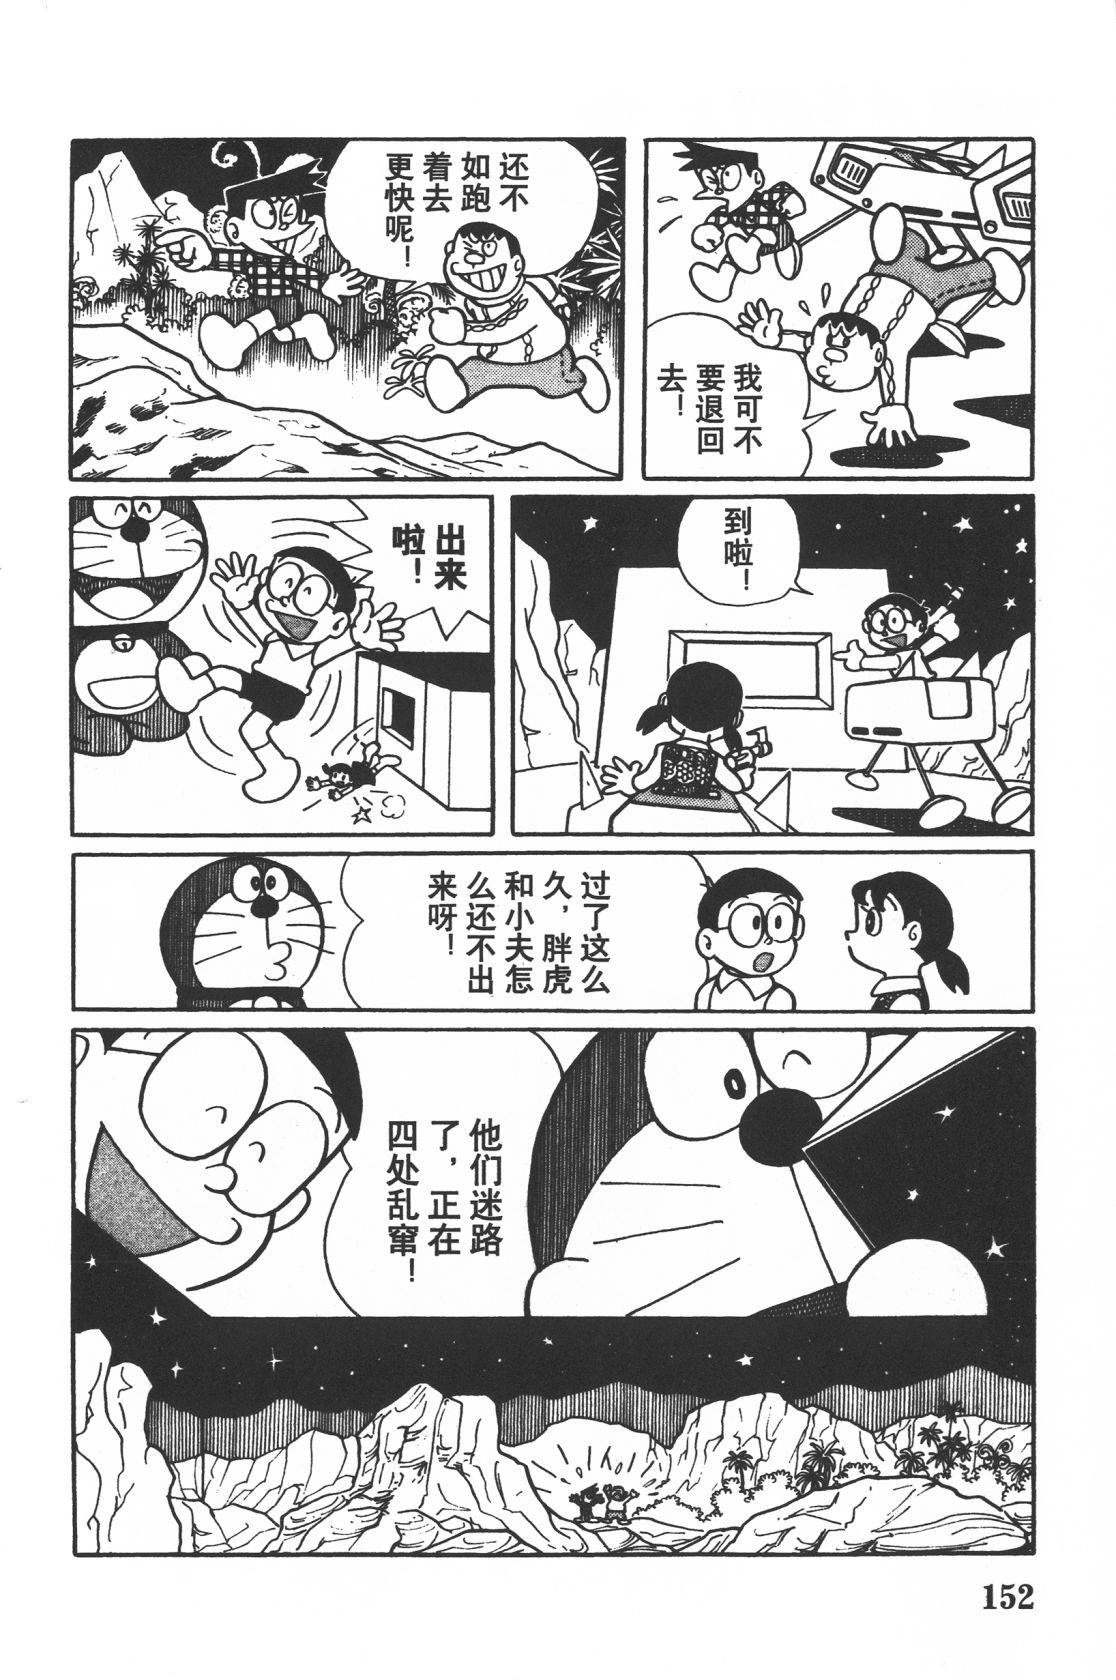 我可不
要退回
去！
还不
如跑
着去
更快呢！
到啦！
出来
啦！
过了这么
久，胖虎
和小夫怎
么还不出
来呀！
他们迷路
了，正在
四处乱窜！
152